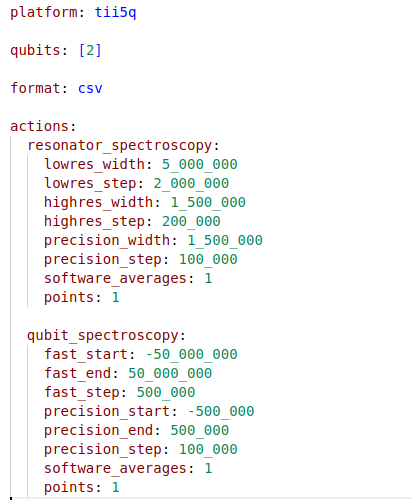 platform: tii5q
qubits: [2]
format: csv
actions:
resonator_spectroscopy:
lowres_width: 5_000_000
lowres_step: 2_000_000
highres_width: 1_500_000
highres_step: 200_000
precision_width: 1_500_000
precision_step: 100_000
software_averages: 1
points: 1
qubit_spectroscopy:
fast_start: -50_000_000
fast_end: 50_000_000
fast_step: 500_000
precision_start: -500_000
precision_end: 500_000
precision_step: 100_000
software_averages: 1
points: 1